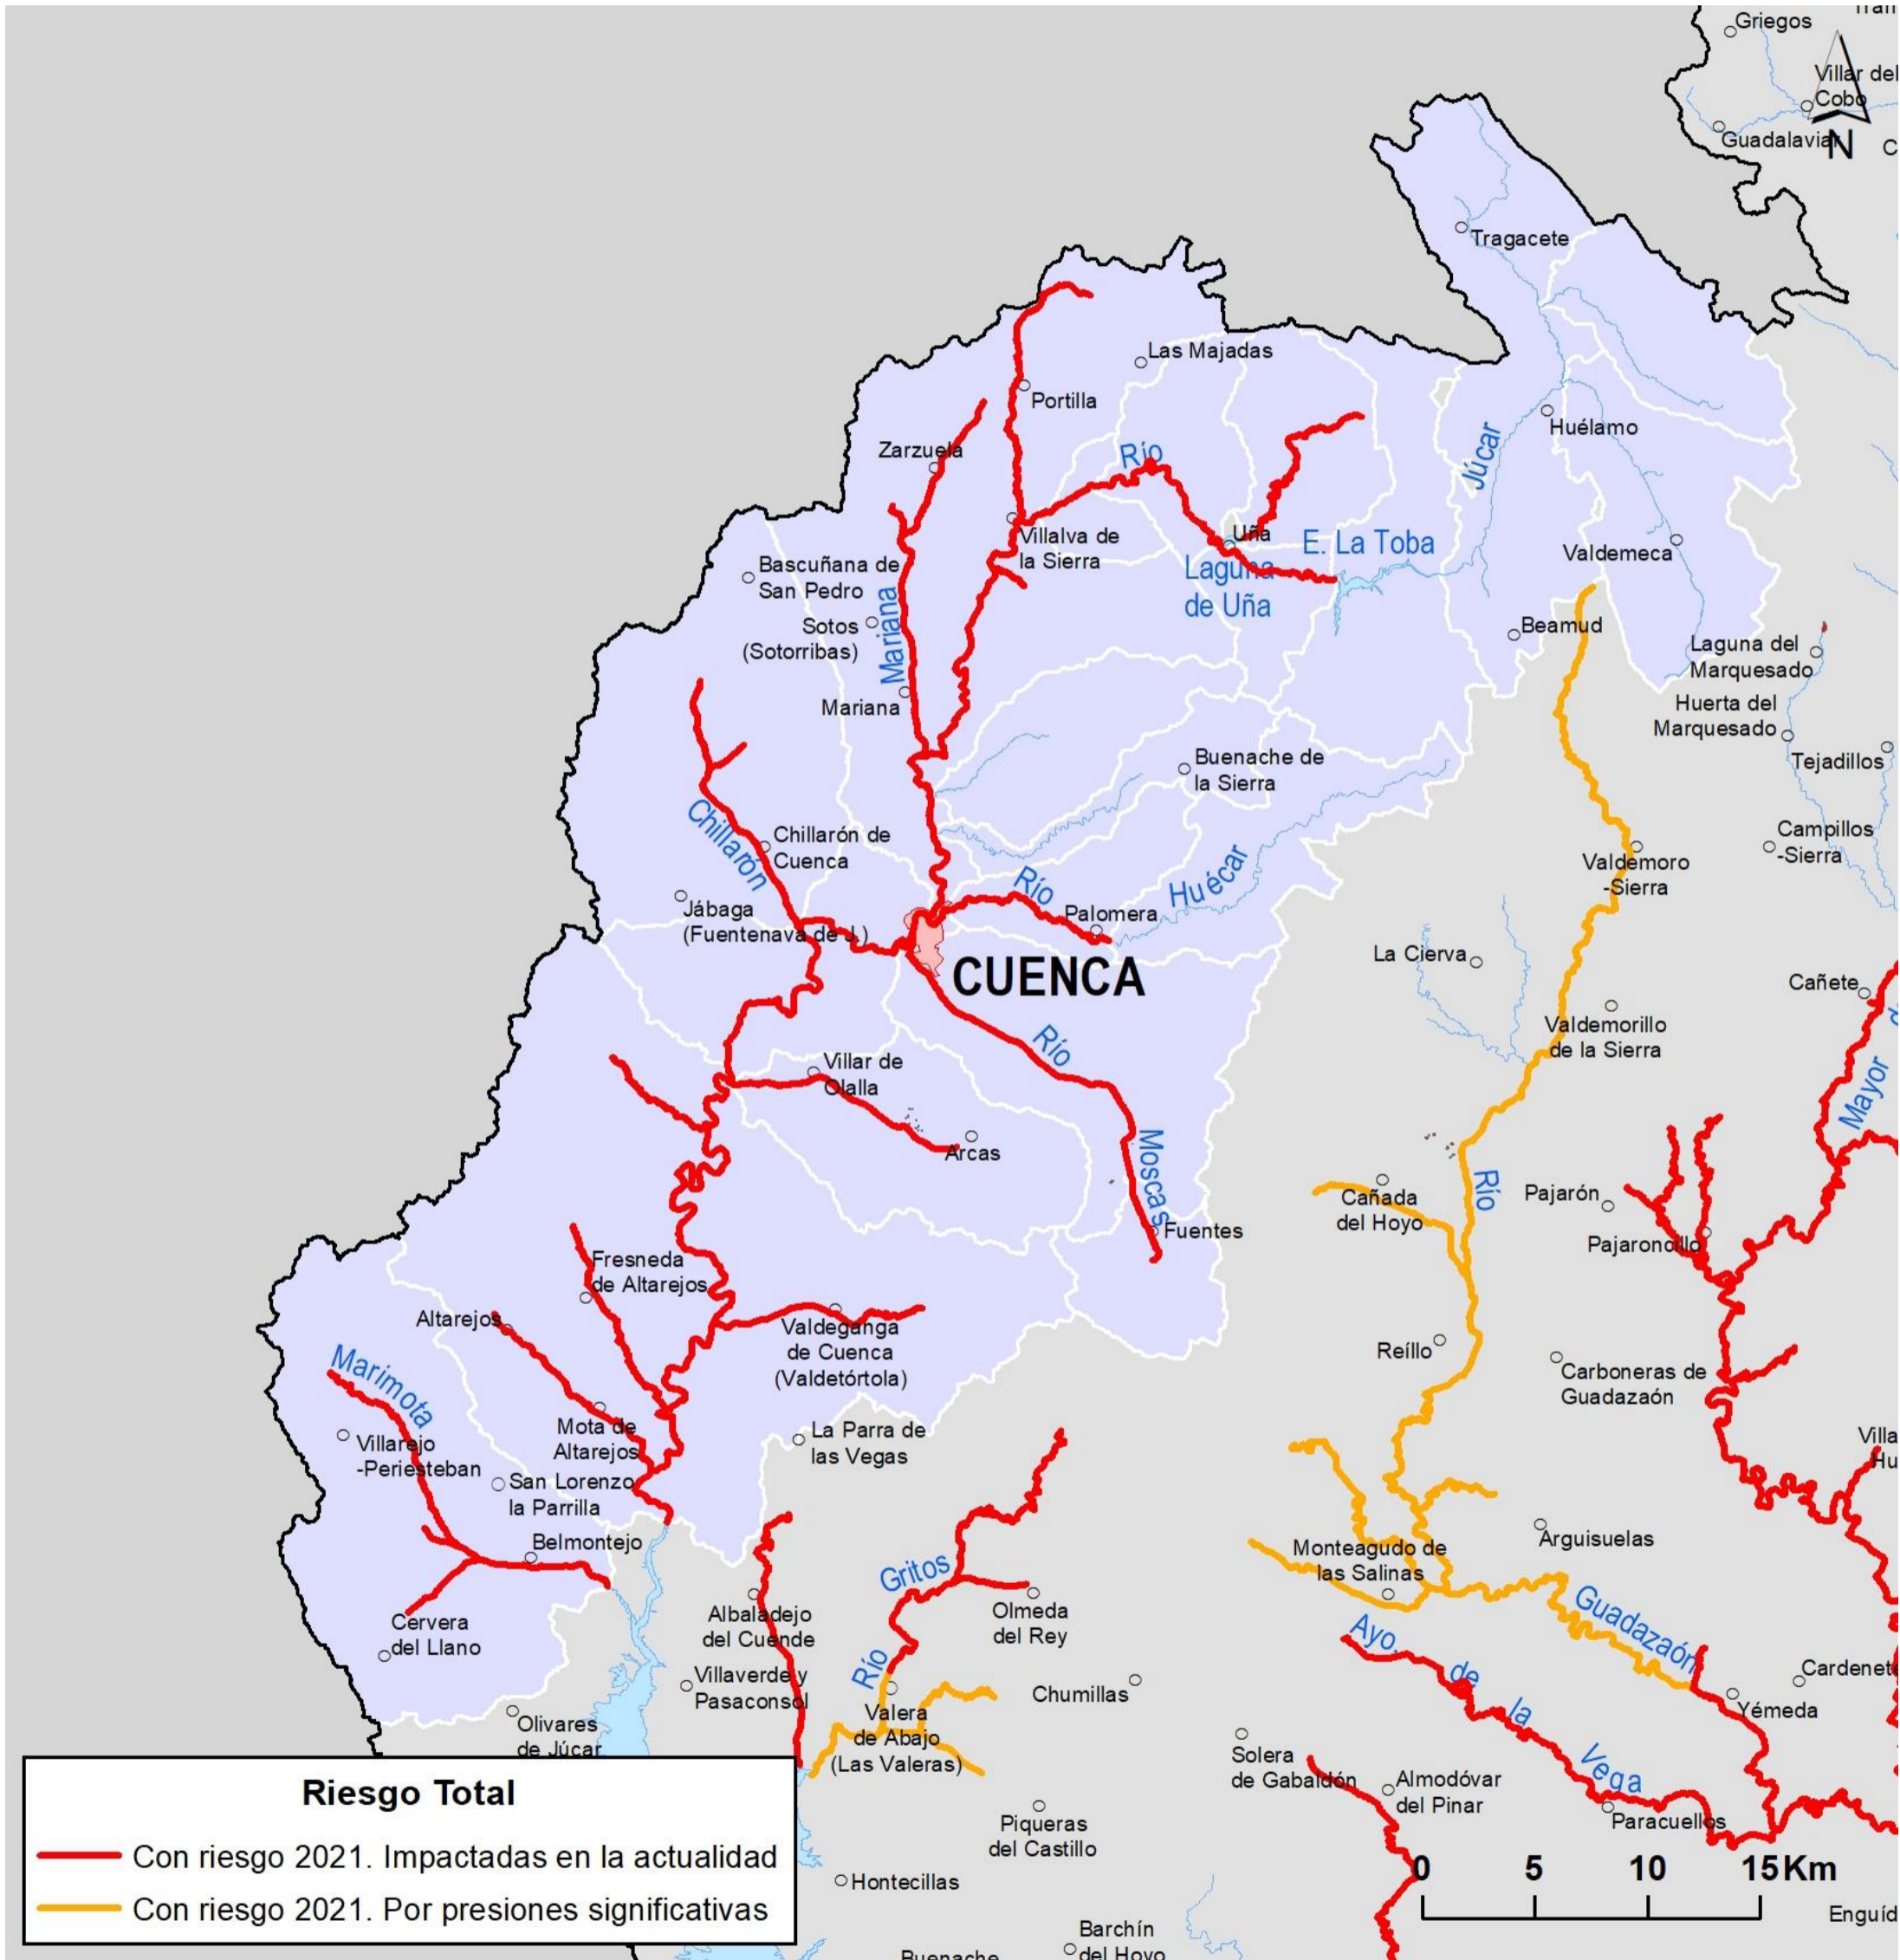 Griegos
Villar del
Cobo
Guadalaviar
N
C
Tragacete
Las Majadas
Portilla
Huélamo
Zarzuela
Río
Júcar
Villalva de
la Sierra
Uña
E. La Toba
Valdemeca
Laguna
de Uña
Bascuñana de
San Pedro
Sotos
(Sotorribas)
Mariana
Beamud
Laguna del
Marquesado
Mariana
Huerta del
Marquesado
Tejadillos
Buenache de
la Sierra
Chillarón
Chillarón de
Cuenca
Campillos
-Sierra
Valdemoro
-Sierra
Río
Huécar
Palomera
Jábaga
(Fuentenava de J.)
CUENCA
La Cierva
Cañete
Río
Valdemorillo
de la Sierra
Villar de
Olalla
Mayor
Arcas
Moscas
Río
Cañada
del Hoyo
Pajarón
Fuentes
Pajaroncillo
Fresneda
de Altarejos
Altarejos
Valdeganga
de Cuenca
(Valdetórtola)
Reíllo
Carboneras de
Guadazaón
Marimota
Mota de
Altarejos
La Parra de
las Vegas
Villarejo
-Periesteban
Villa
Hu
San Lorenzo
la Parrilla
Belmontejo
Arguisuelas
Monteagudo de
las Salinas
Gritos
Olmeda
del Rey
Albaladejo
del Cuende
Guadazaón
Cervera
del Llano
Ayo.
de
la
Vega
Río
Villaverde y
Pasaconsol
Chumillas
Cardenete
Yémeda
Valera
de Abajo
(Las Valeras)
Olivares
de Júcar
Solera
de Gabaldón
Almodóvar
del Pinar
Paracuellos
Piqueras
del Castillo
Riesgo Total
Con riesgo 2021. Impactadas en la actualidad
Con riesgo 2021. Por presiones significativas
0 5 10 15Km
Hontecillas
Enguíd
Barchín
del Hoyo
Buenache